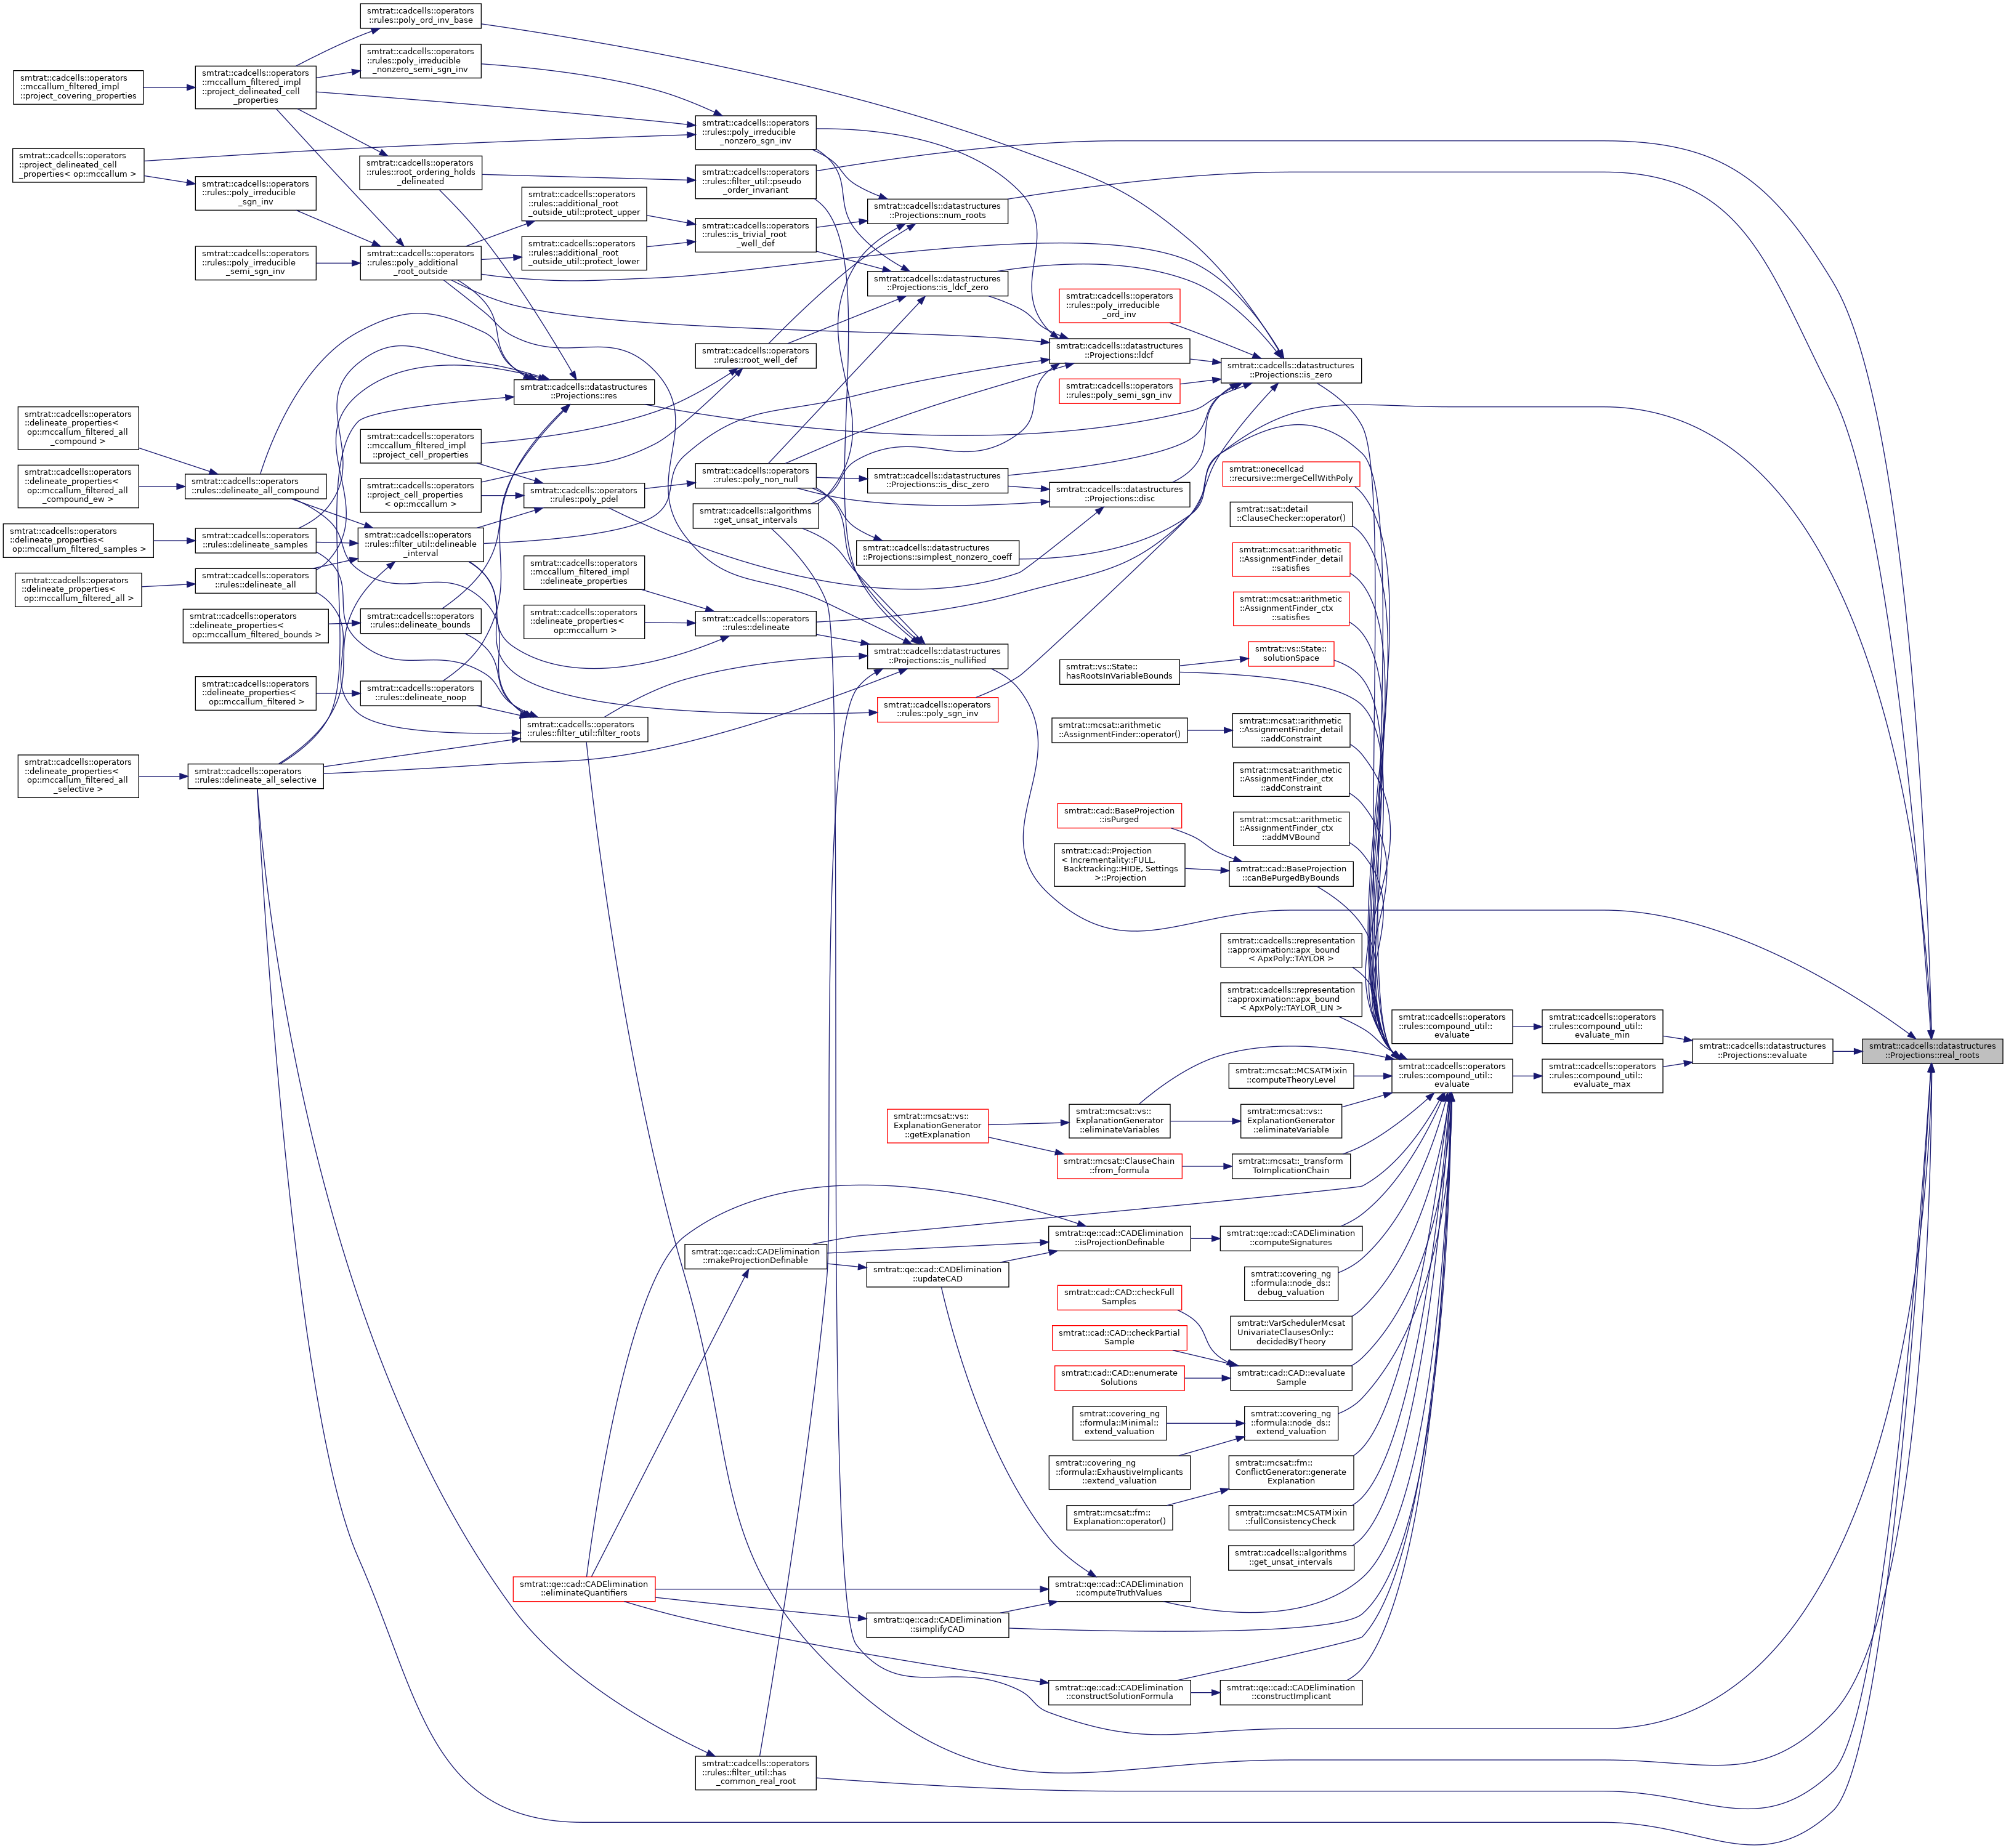 smtrat::cadcells::operators
::rules::poly_ord_inv_base
smtrat::cadcells::operators
::rules::poly_irreducible
_nonzero_semi_sgn_inv
smtrat::cadcells::operators
::mccallum_filtered_impl
::project_covering_properties
smtrat::cadcells::operators
::mccallum_filtered_impl
::project_delineated_cell
_properties
smtrat::cadcells::operators
::project_delineated_cell
_properties< op::mccallum >
smtrat::cadcells::operators
::rules::poly_irreducible
_sgn_inv
smtrat::cadcells::operators
::rules::root_ordering_holds
_delineated
smtrat::cadcells::operators
::rules::poly_irreducible
_semi_sgn_inv
smtrat::cadcells::operators
::rules::poly_additional
_root_outside
smtrat::cadcells::operators
::rules::additional_root
_outside_util::protect_upper
smtrat::cadcells::operators
::rules::additional_root
_outside_util::protect_lower
smtrat::cadcells::operators
::rules::poly_irreducible
_nonzero_sgn_inv
smtrat::cadcells::operators
::rules::filter_util::pseudo
_order_invariant
smtrat::cadcells::operators
::rules::is_trivial_root
_well_def
smtrat::cadcells::datastructures
::Projections::num_roots
smtrat::cadcells::datastructures
::Projections::is_ldcf_zero
smtrat::cadcells::operators
::rules::poly_irreducible
_ord_inv
smtrat::cadcells::datastructures
::Projections::ldcf
smtrat::cadcells::operators
::rules::poly_semi_sgn_inv
smtrat::cadcells::datastructures
::Projections::is_zero
smtrat::cadcells::operators
::rules::root_well_def
smtrat::cadcells::datastructures
::Projections::res
smtrat::cadcells::operators
::delineate_properties<
op::mccallum_filtered_all
_compound >
smtrat::cadcells::operators
::delineate_properties<
op::mccallum_filtered_all
_compound_ew >
smtrat::cadcells::operators
::rules::delineate_all_compound
smtrat::cadcells::operators
::mccallum_filtered_impl
::project_cell_properties
smtrat::cadcells::operators
::project_cell_properties
< op::mccallum >
smtrat::cadcells::operators
::rules::poly_pdel
smtrat::cadcells::operators
::rules::poly_non_null
smtrat::cadcells::algorithms
::get_unsat_intervals
smtrat::cadcells::datastructures
::Projections::is_disc_zero
smtrat::cadcells::datastructures
::Projections::disc
smtrat::cadcells::datastructures
::Projections::simplest_nonzero_coeff
smtrat::cadcells::operators
::delineate_properties<
op::mccallum_filtered_samples >
smtrat::cadcells::operators
::rules::delineate_samples
smtrat::cadcells::operators
::rules::filter_util::delineable
_interval
smtrat::cadcells::operators
::delineate_properties<
op::mccallum_filtered_all >
smtrat::cadcells::operators
::rules::delineate_all
smtrat::cadcells::operators
::mccallum_filtered_impl
::delineate_properties
smtrat::cadcells::operators
::delineate_properties<
op::mccallum >
smtrat::cadcells::operators
::rules::delineate
smtrat::cadcells::operators
::delineate_properties<
op::mccallum_filtered_bounds >
smtrat::cadcells::operators
::rules::delineate_bounds
smtrat::cadcells::datastructures
::Projections::is_nullified
smtrat::cadcells::operators
::delineate_properties<
op::mccallum_filtered >
smtrat::cadcells::operators
::rules::delineate_noop
smtrat::cadcells::operators
::rules::filter_util::filter_roots
smtrat::cadcells::operators
::rules::poly_sgn_inv
smtrat::cadcells::operators
::delineate_properties<
op::mccallum_filtered_all
_selective >
smtrat::cadcells::operators
::rules::delineate_all_selective
smtrat::onecellcad
::recursive::mergeCellWithPoly
smtrat::sat::detail
::ClauseChecker::operator()
smtrat::mcsat::arithmetic
::AssignmentFinder_detail
::satisfies
smtrat::mcsat::arithmetic
::AssignmentFinder_ctx
::satisfies
smtrat::vs::State::
hasRootsInVariableBounds
smtrat::vs::State::
solutionSpace
smtrat::mcsat::arithmetic
::AssignmentFinder::operator()
smtrat::mcsat::arithmetic
::AssignmentFinder_detail
::addConstraint
smtrat::mcsat::arithmetic
::AssignmentFinder_ctx
::addConstraint
smtrat::mcsat::arithmetic
::AssignmentFinder_ctx
::addMVBound
smtrat::cad::BaseProjection
::isPurged
smtrat::cad::Projection
< Incrementality::FULL,
Backtracking::HIDE, Settings
>::Projection
smtrat::cad::BaseProjection
::canBePurgedByBounds
smtrat::cadcells::representation
::approximation::apx_bound
< ApxPoly::TAYLOR >
smtrat::cadcells::representation
::approximation::apx_bound
< ApxPoly::TAYLOR_LIN >
smtrat::cadcells::operators
::rules::compound_util::
evaluate
smtrat::cadcells::operators
::rules::compound_util::
evaluate_min
smtrat::cadcells::datastructures
::Projections::evaluate
smtrat::cadcells::datastructures
::Projections::real_roots
smtrat::cadcells::operators
::rules::compound_util::
evaluate
smtrat::cadcells::operators
::rules::compound_util::
evaluate_max
smtrat::mcsat::MCSATMixin
::computeTheoryLevel
smtrat::mcsat::vs::
ExplanationGenerator
::getExplanation
smtrat::mcsat::vs::
ExplanationGenerator
::eliminateVariables
smtrat::mcsat::vs::
ExplanationGenerator
::eliminateVariable
smtrat::mcsat::ClauseChain
::from_formula
smtrat::mcsat::_transform
ToImplicationChain
smtrat::qe::cad::CADElimination
::makeProjectionDefinable
smtrat::qe::cad::CADElimination
::updateCAD
smtrat::qe::cad::CADElimination
::isProjectionDefinable
smtrat::qe::cad::CADElimination
::computeSignatures
smtrat::covering_ng
::formula::node_ds::
debug_valuation
smtrat::VarSchedulerMcsat
UnivariateClausesOnly::
decidedByTheory
smtrat::cad::CAD::checkFull
Samples
smtrat::cad::CAD::checkPartial
Sample
smtrat::cad::CAD::enumerate
Solutions
smtrat::cad::CAD::evaluate
Sample
smtrat::covering_ng
::formula::Minimal::
extend_valuation
smtrat::covering_ng
::formula::node_ds::
extend_valuation
smtrat::covering_ng
::formula::ExhaustiveImplicants
::extend_valuation
smtrat::mcsat::fm::
ConflictGenerator::generate
Explanation
smtrat::mcsat::fm::
Explanation::operator()
smtrat::mcsat::MCSATMixin
::fullConsistencyCheck
smtrat::cadcells::algorithms
::get_unsat_intervals
smtrat::qe::cad::CADElimination
::eliminateQuantifiers
smtrat::qe::cad::CADElimination
::computeTruthValues
smtrat::qe::cad::CADElimination
::simplifyCAD
smtrat::qe::cad::CADElimination
::constructSolutionFormula
smtrat::qe::cad::CADElimination
::constructImplicant
smtrat::cadcells::operators
::rules::filter_util::has
_common_real_root